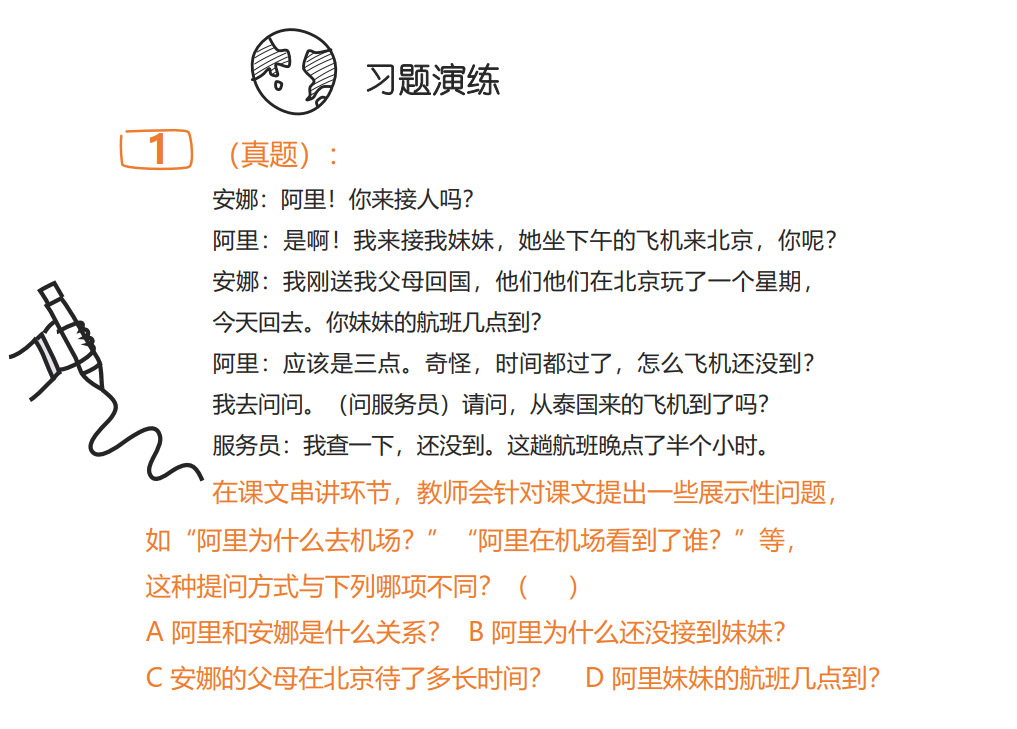 习题演练
1 （真题）：
安娜：阿里！你来接人吗？
阿里：是啊！我来接我妹妹，她坐下午的飞机来北京，你呢？
安娜：我刚送我父母回国，他们他们在北京玩了一个星期，
今天回去。你妹妹的航班几点到？
阿里：应该是三点。奇怪，时间都过了，怎么飞机还没到？
我去问问。（问服务员）请问，从泰国来的飞机到了吗？
服务员：我查一下，还没到。这趟航班晚点了半个小时。
在课文串讲环节，教师会针对课文提出一些展示性问题，
如“阿里为什么去机场？”“阿里在机场看到了谁？”等，
这种提问方式与下列哪项不同？（ ）
A 阿里和安娜是什么关系？ B 阿里为什么还没接到妹妹？
C 安娜的父母在北京待了多长时间？ D 阿里妹妹的航班几点到？